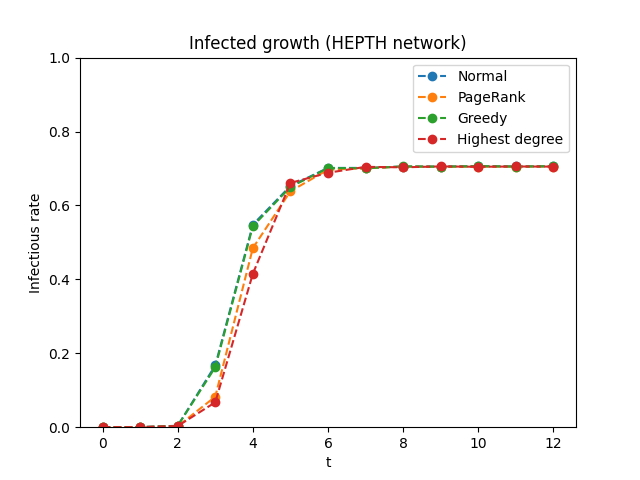 Infected growth (HEPTH network)
Normal
PageRank
Greedy
Highest degree
Infectious rate
1.0
0.8
0.6
0.4
0.2
0.0
0 2 4 6 8 10 12
t